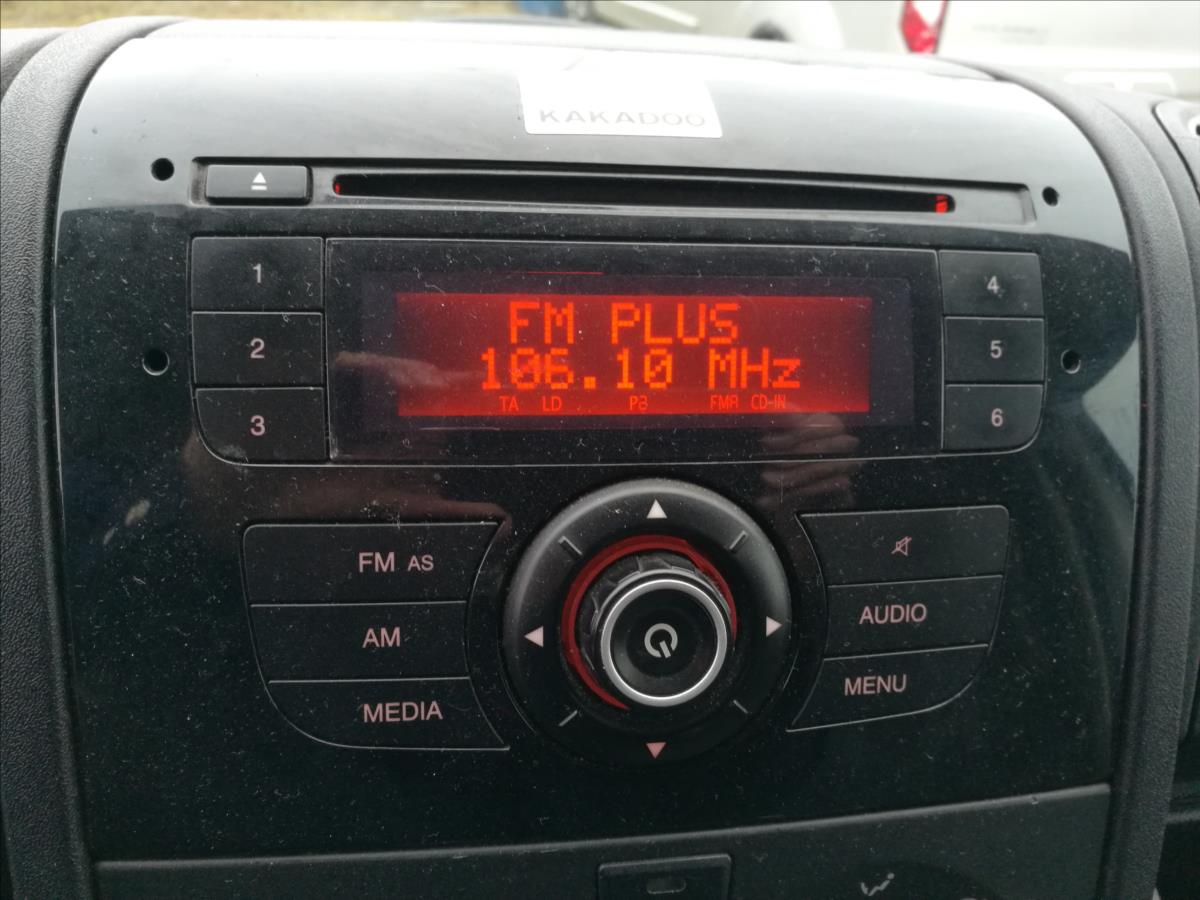 KAKADOO
1
2
3
FM PLUS
106.10 MHz
TA LD P6 FMA CD-IN
4
5
6
FM AS
AM
MEDIA
AUDIO
MENU